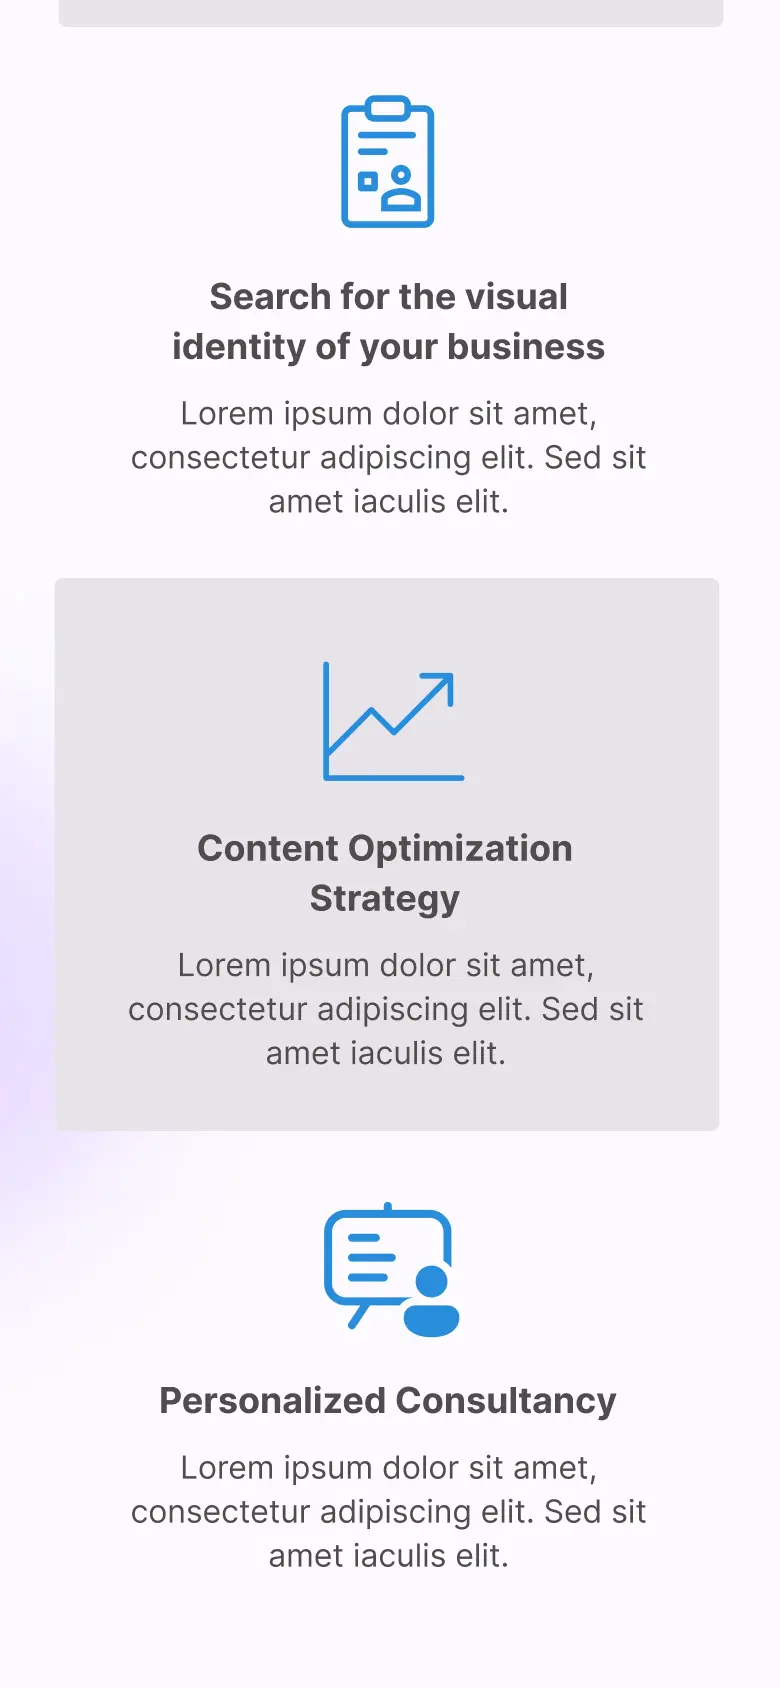 Search for the visual
identity of your business
Lorem ipsum dolor sit amet,
consectetur adipiscing elit. Sed sit
amet iaculis elit.
Content Optimization
Strategy
Lorem ipsum dolor sit amet,
consectetur adipiscing elit. Sed sit
amet iaculis elit.
Personalized Consultancy
Lorem ipsum dolor sit amet,
consectetur adipiscing elit. Sed sit
amet iaculis elit.